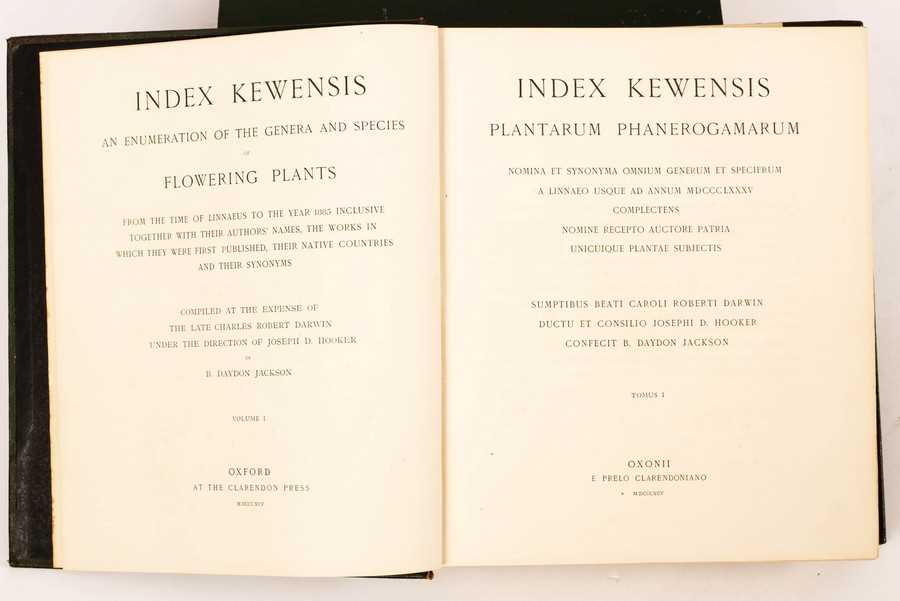 INDEX KEWENSIS
AN ENUMERATION OF THE GENERA AND SPECIES
OF
FLOWERING PLANTS
FROM THE TIME OF LINNAEUS TO THE YEAR 1885 INCLUSIVE
TOGETHER WITH THEIR AUTHORS' NAMES, THE WORKS IN
WHICH THEY WERE FIRST PUBLISHED, THEIR NATIVE COUNTRIES
AND THEIR SYNONYMS
COMPILED AT THE EXPENSE OF
THE LATE CHARLES ROBERT DARWIN
UNDER THE DIRECTION OF JOSEPH D. HOOKER
BY
B. DAYDON JACKSON
VOLUME I
OXFORD
AT THE CLARENDON PRESS
INDEX KEWENSIS
PLANTARUM PHANEROGAMARUM
NOMINA ET SYNONYMA OMNIUM GENERUM ET SPECIERUM
A LINNAEO USQUE AD ANNUM MDCCCLXXXV
COMPLECTENS
NOMINE RECEPTO AUCTORE PATRIA
UNICUIQUE PLANTAE SUBJECTIS
SUMPTIBUS BEATI CAROLI ROBERTI DARWIN
DUCTU ET CONSILIO JOSEPHI D. HOOKER
CONFECIT B. DAYDON JACKSON
TOMUS I
OXONII
E PRELO CLARENDONIANO